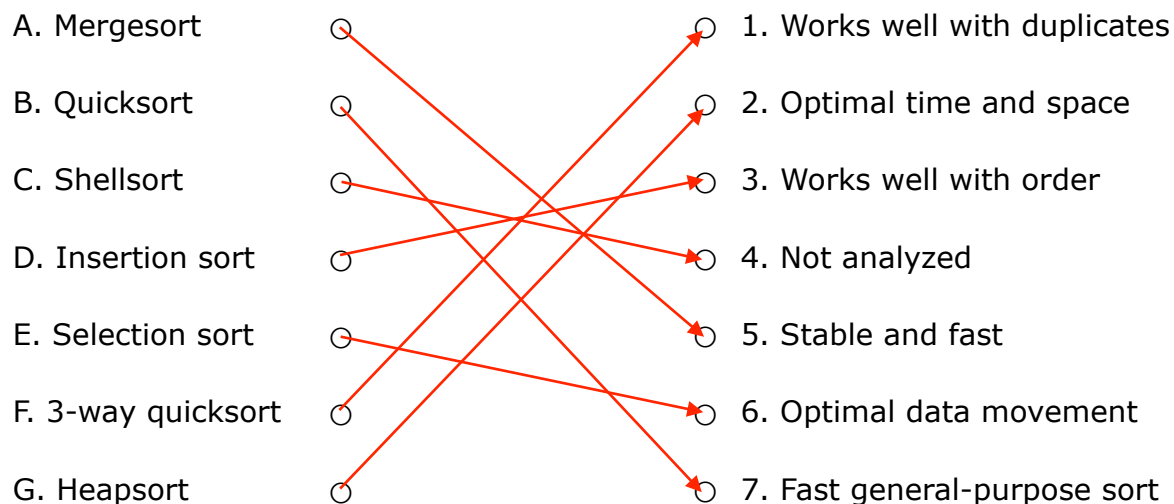 A. Mergesort
1. Works well with duplicates
B. Quicksort
2. Optimal time and space
C. Shellsort
3. Works well with order
D. Insertion sort
4. Not analyzed
E. Selection sort
5. Stable and fast
F. 3-way quicksort
6. Optimal data movement
G. Heapsort
7. Fast general-purpose sort